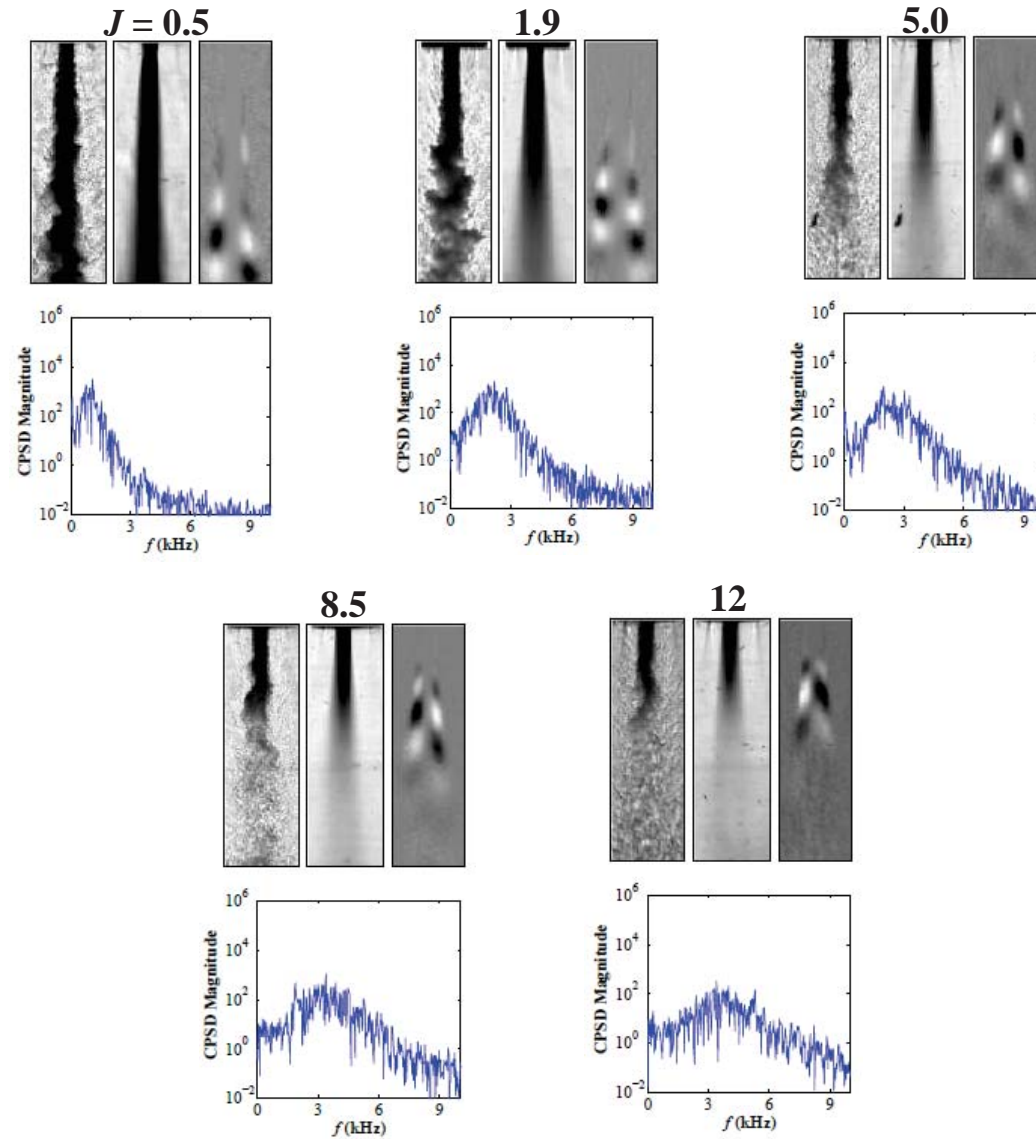 J = 0.5 1.9 5.0
10^6 10^6 10^6
10^4 10^4 10^4
10^2 10^2 10^2
10^0 10^0 10^0
10^−2 10^−2 10^−2
CPSD Magnitude CPSD Magnitude CPSD Magnitude
0 3 6 9 0 3 6 9 0 3 6 9
f (kHz) f (kHz) f (kHz)
8.5 12
10^6 10^6
10^4 10^4
10^2 10^2
10^0 10^0
10^−2 10^−2
CPSD Magnitude CPSD Magnitude
0 3 6 9 0 3 6 9
f (kHz) f (kHz)